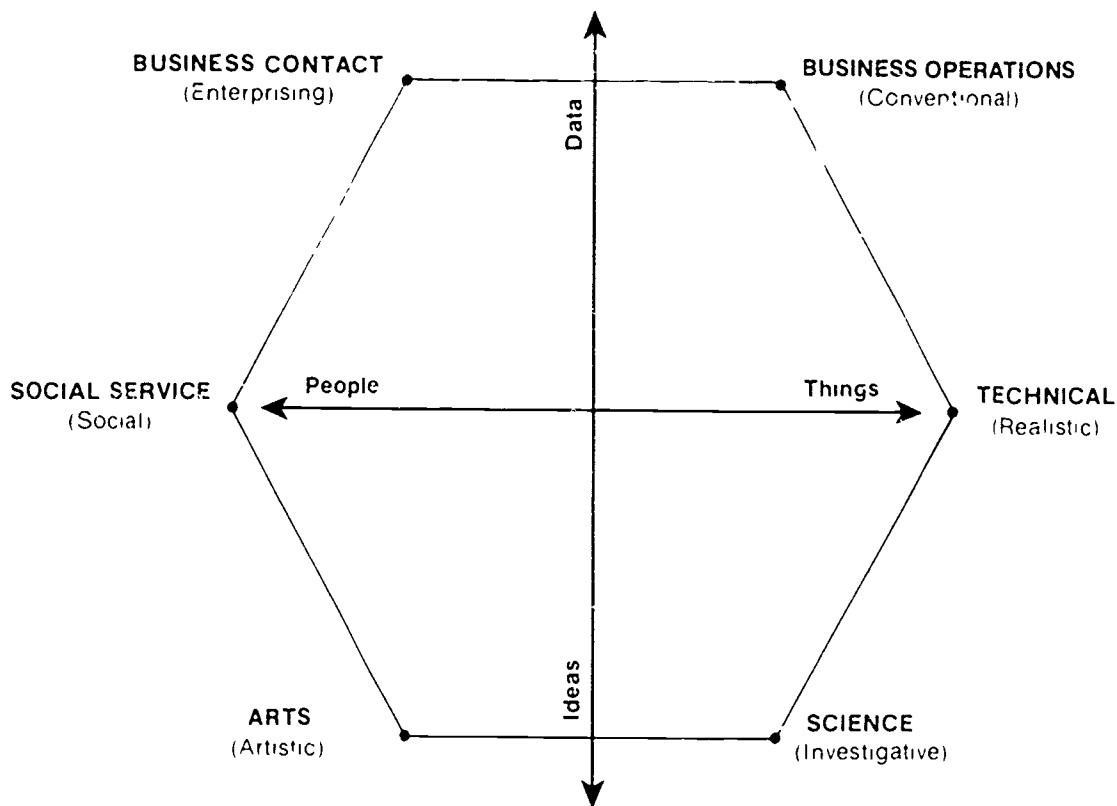 BUSINESS CONTACT
(Enterprising)
BUSINESS OPERATIONS
(Conventional)
Data
SOCIAL SERVICE
(Social)
People
Things
TECHNICAL
(Realistic)
Ideas
ARTS
(Artistic)
SCIENCE
(Investigative)